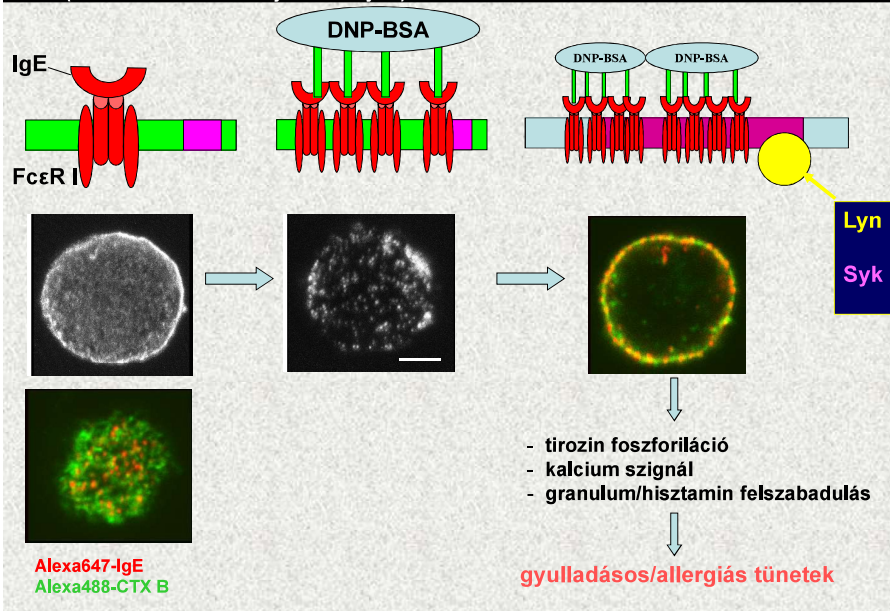 DNP-BSA
IgE
DNP-BSA
DNP-BSA
FcεR I
Lyn
Syk
- tirozin foszforiláció
- kalcium szignál
- granulum/hisztamin felszabadulás
Alexa647-IgE
Alexa488-CTX B
gyulladásos/allergiás tünetek